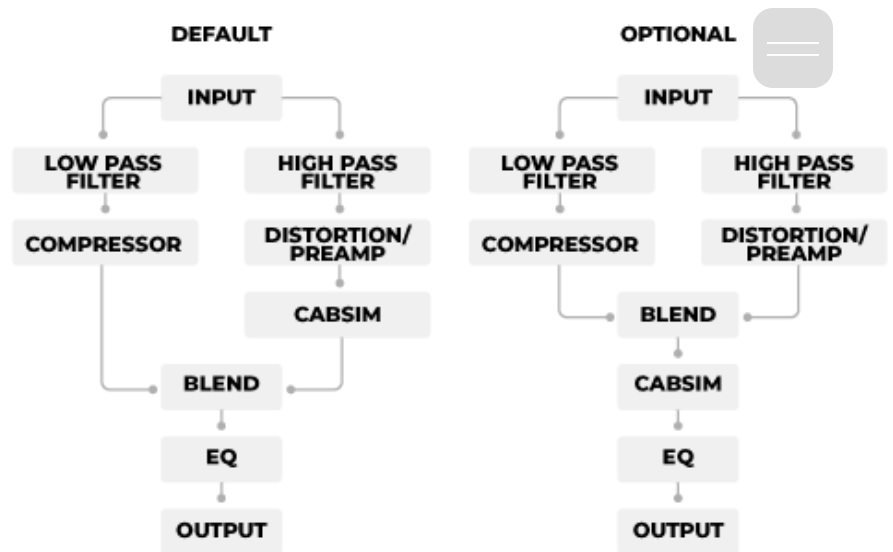 DEFAULT
INPUT
LOW PASS
FILTER
HIGH PASS
FILTER
COMPRESSOR
DISTORTION/
PREAMP
CABSIM
BLEND
EQ
OUTPUT
OPTIONAL
INPUT
LOW PASS
FILTER
HIGH PASS
FILTER
COMPRESSOR
DISTORTION/
PREAMP
BLEND
CABSIM
EQ
OUTPUT